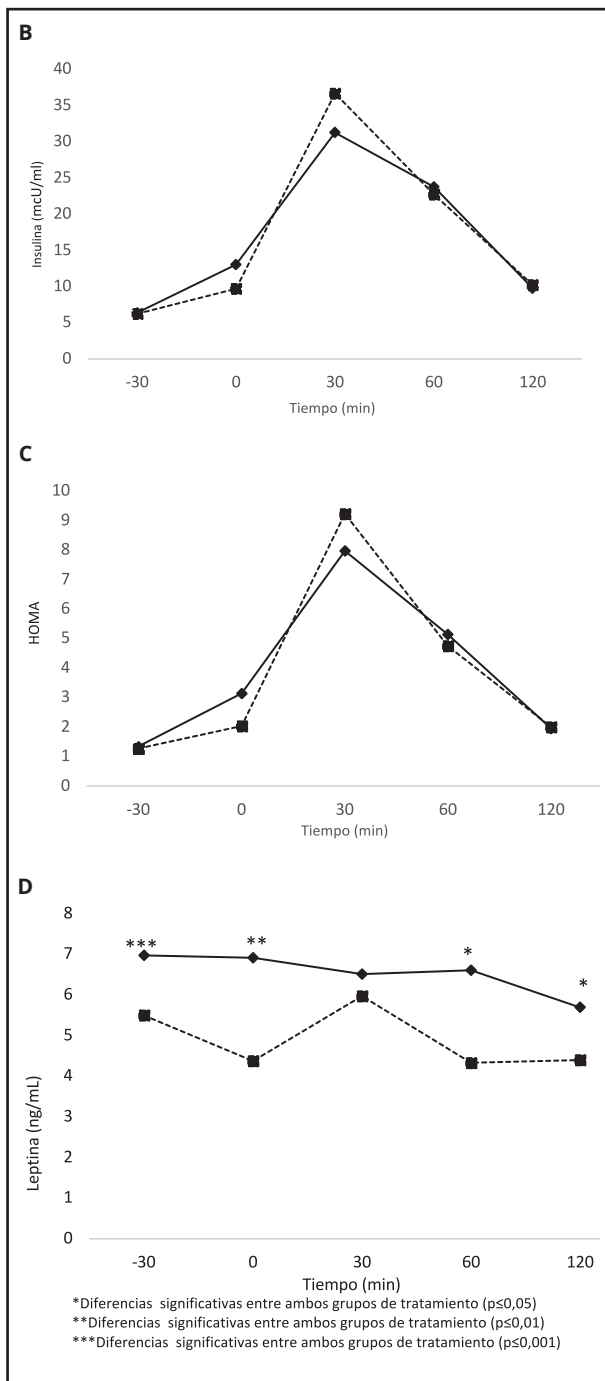 B
40
35
30
25
20
15
10
5
0
Insulina (mcU/ml)
-30 0 30 60 120
Tiempo (min)
C
10
9
8
7
6
5
4
3
2
1
0
HOMA
-30 0 30 60 120
Tiempo (min)
D
8
7
6
5
4
3
2
1
0
Leptina (ng/mL)
*** ** * *
-30 0 30 60 120
Tiempo (min)
*Diferencias significativas entre ambos grupos de tratamiento (p≤0,05)
**Diferencias significativas entre ambos grupos de tratamiento (p≤0,01)
***Diferencias significativas entre ambos grupos de tratamiento (p≤0,001)